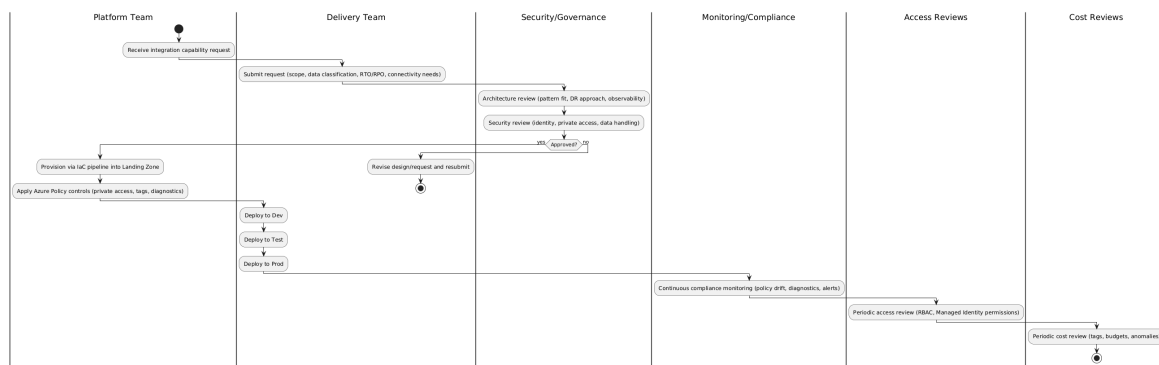 Platform Team
Delivery Team
Security/Governance
Monitoring/Compliance
Access Reviews
Cost Reviews
Receive integration capability request
Submit request (scope, data classification, RTO/RPO, connectivity needs)
Architecture review (pattern fit, DR approach, observability)
Security review (identity, private access, data handling)
yes
Approved?
no
Provision via IaC pipeline into Landing Zone
Revise design/request and resubmit
Apply Azure Policy controls (private access, tags, diagnostics)
Deploy to Dev
Deploy to Test
Deploy to Prod
Continuous compliance monitoring (policy drift, diagnostics, alerts)
Periodic access review (RBAC, Managed Identity permissions)
Periodic cost review (tags, budgets, anomalies